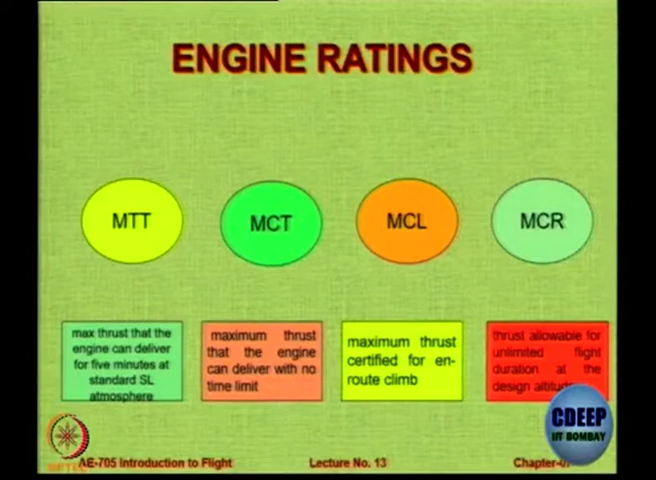 ENGINE RATINGS
MTT
MCT
MCL
MCR
max thrust that the
engine can deliver
for five minutes at
standard SL
atmosphere
maximum thrust
that the engine
can deliver with no
time limit
maximum thrust
certified for en-
route climb
thrust allowable for
unlimited flight
duration at the
design altitude
CDEEP
IIT BOMBAY
NPTEL
AE-705 Introduction to Flight
Lecture No. 13